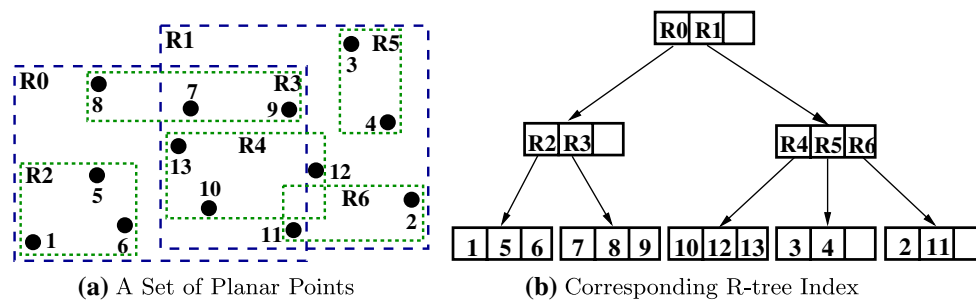 R1
R5
3
R0
R3
8
7
9
4
13
R4
12
R2
5
10
R6
2
1
6
11
(a) A Set of Planar Points
R0 R1
R2 R3
R4 R5 R6
1 5 6
7 8 9
10 12 13
3 4
2 11
(b) Corresponding R-tree Index